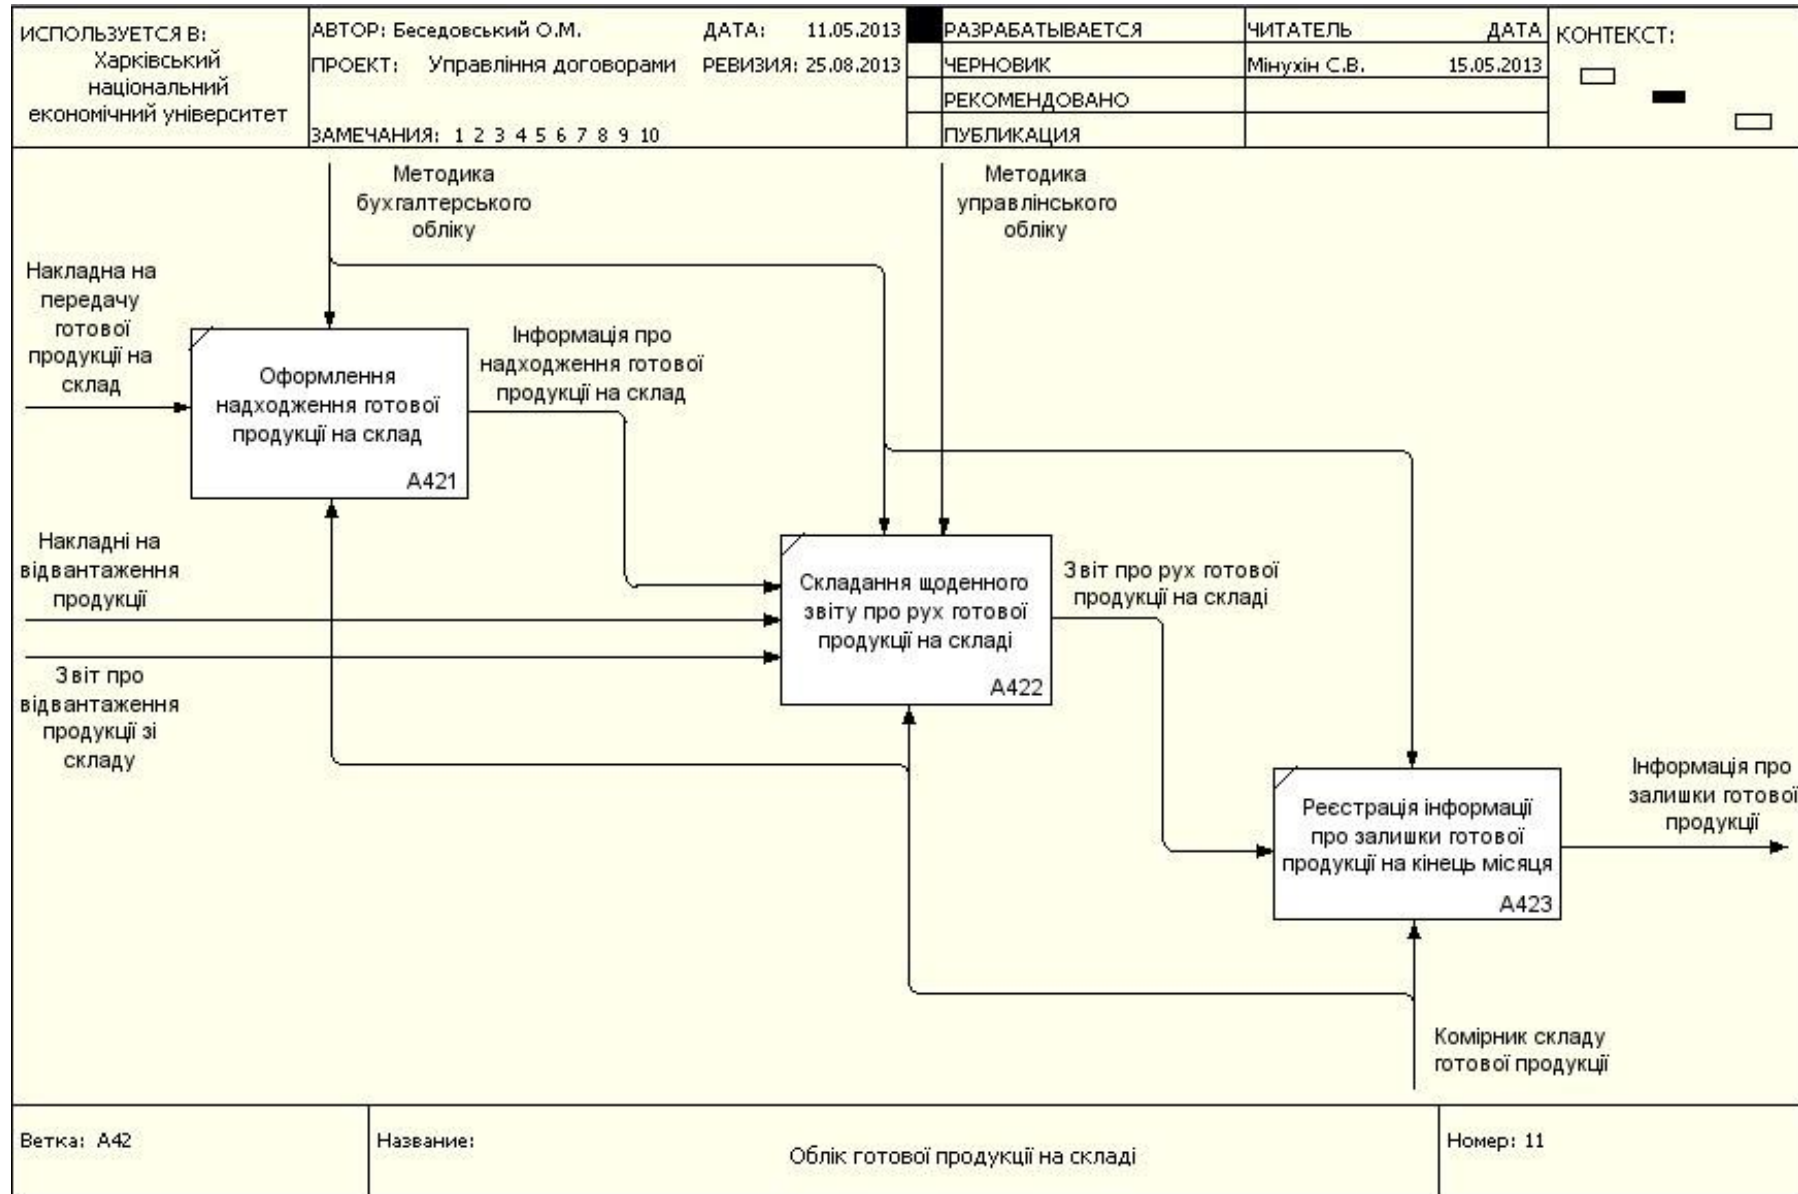 ИСПОЛЬЗУЕТСЯ В:
Харківський
національний
економічний університет
АВТОР: Беседовський О.М.
ДАТА: 11.05.2013
ПРОЕКТ: Управління договорами
РЕВИЗИЯ: 25.08.2013
ЗАМЕЧАНИЯ: 1 2 3 4 5 6 7 8 9 10
РАЗРАБАТЫВАЕТСЯ
ЧЕРНОВИК
РЕКОМЕНДОВАНО
ПУБЛИКАЦИЯ
ЧИТАТЕЛЬ ДАТА
Мінухін С.В. 15.05.2013
КОНТЕКСТ:
Методика
бухгалтерського
обліку
Методика
управлінського
обліку
Накладна на
передачу
готової
продукції на
склад
Оформлення
надходження готової
продукції на склад
A421
Інформація про
надходження готової
продукції на склад
Накладні на
відвантаження
продукції
Звіт про
відвантаження
продукції зі
складу
Складання щоденного
звіту про рух готової
продукції на складі
A422
Звіт про рух готової
продукції на складі
Реєстрація інформації
про залишки готової
продукції на кінець місяця
A423
Інформація про
залишки готової
продукції
Комірник складу
готової продукції
Ветка: A42
Название:
Облік готової продукції на складі
Номер: 11